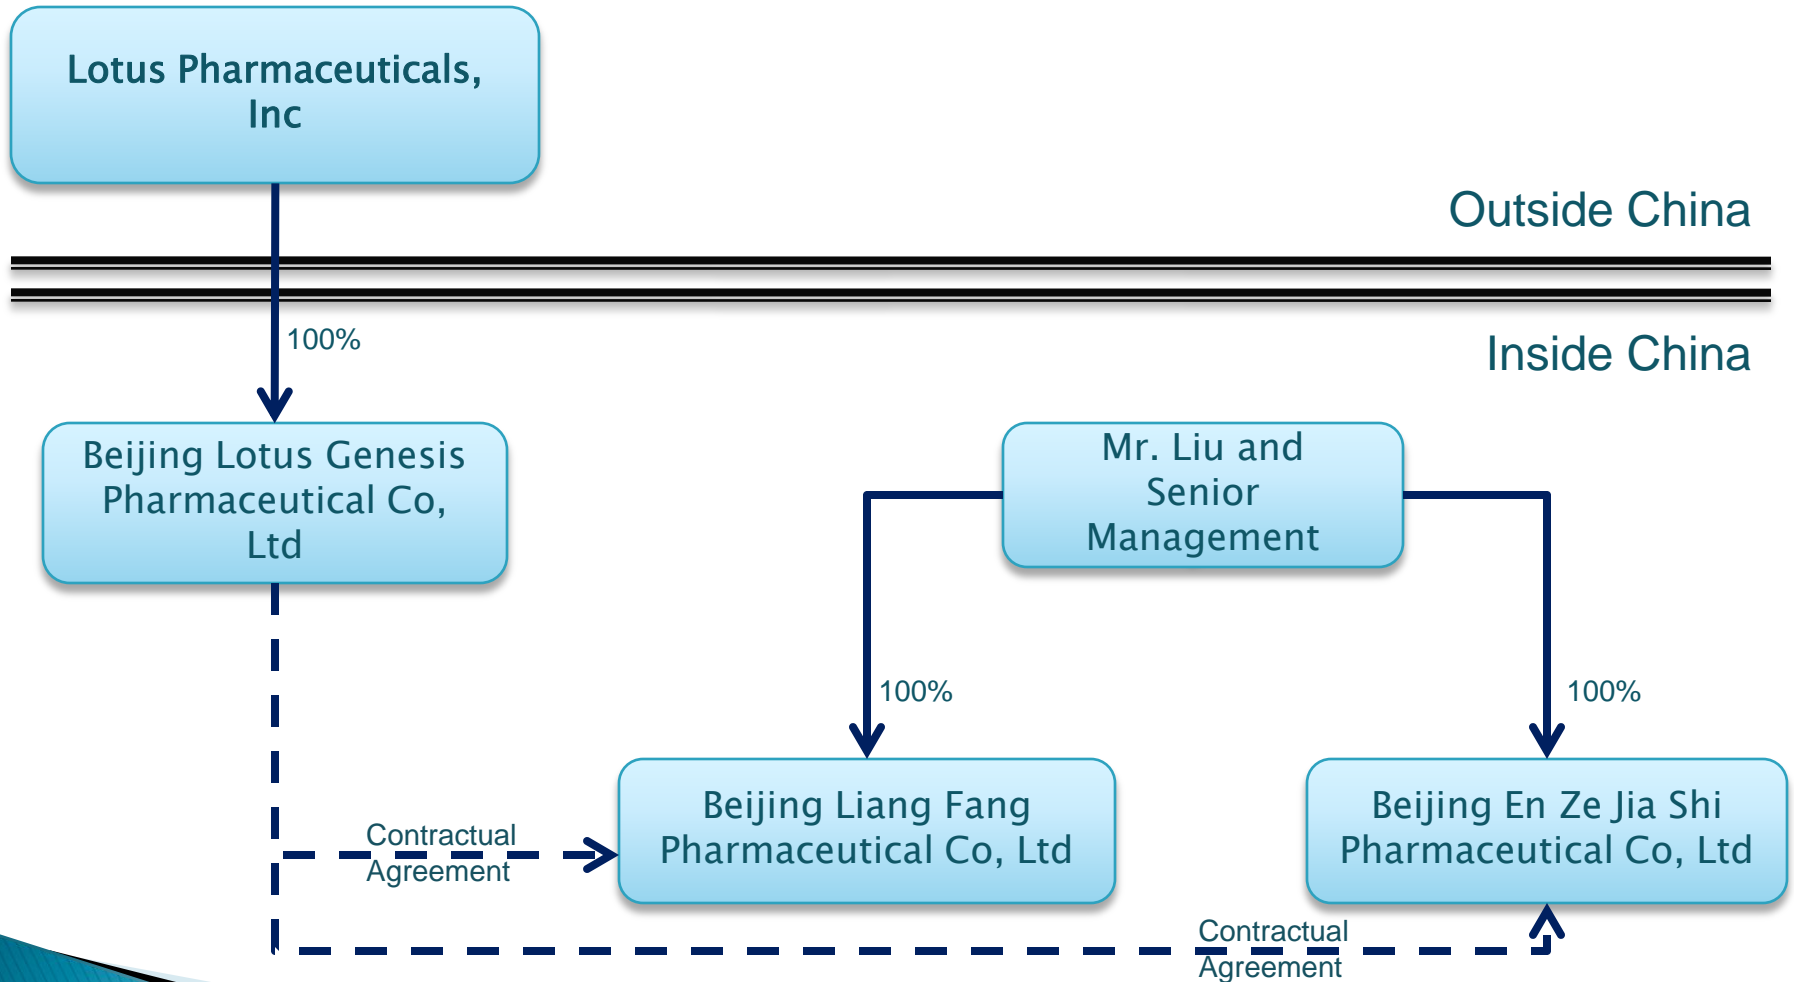 Lotus Pharmaceuticals,
Inc
Outside China
100%
Inside China
Beijing Lotus Genesis
Pharmaceutical Co,
Ltd
Mr. Liu and
Senior
Management
100%
100%
Beijing Liang Fang
Pharmaceutical Co, Ltd
Beijing En Ze Jia Shi
Pharmaceutical Co, Ltd
Contractual
Agreement
Contractual
Agreement